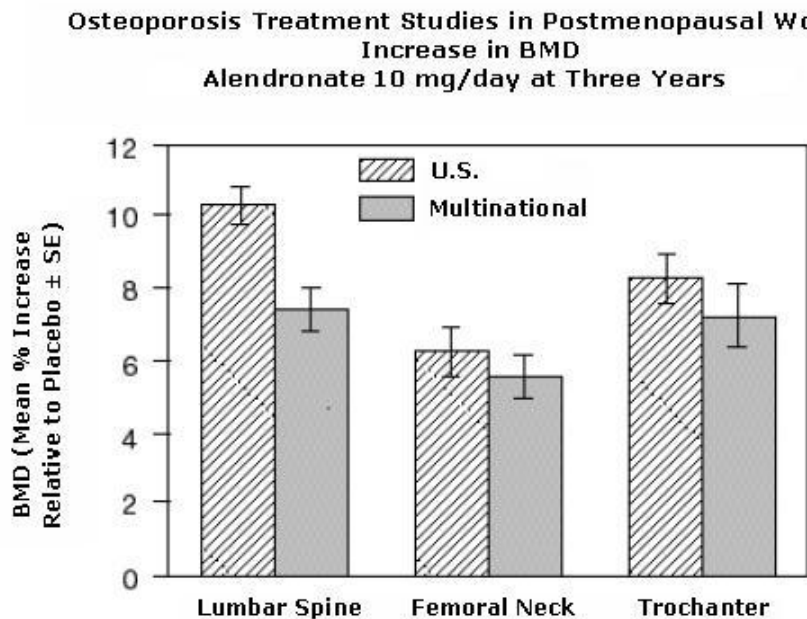 Osteoporosis Treatment Studies in Postmenopausal
Increase in BMD
Alendronate 10 mg/day at Three Years
12
10
8
6
4
2
0
BMD (Mean % Increase
Relative to Placebo ± SE)
U.S.
Multinational
Lumbar Spine
Femoral Neck
Trochanter